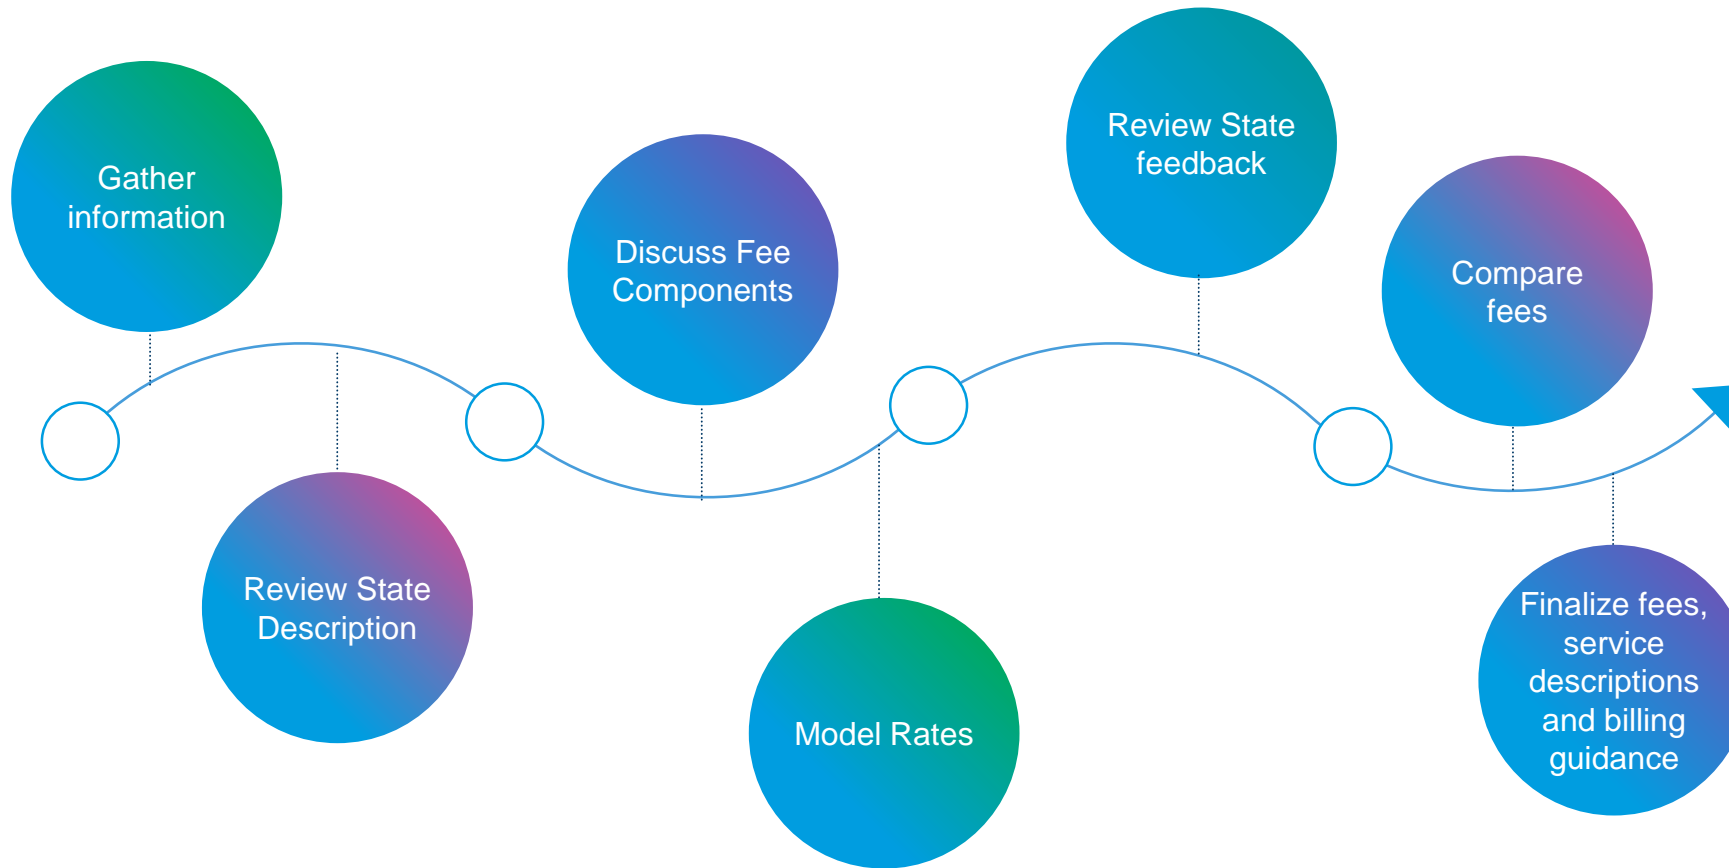 Gather
information
Review State
Description
Discuss Fee
Components
Model Rates
Review State
feedback
Compare
fees
Finalize fees,
service
descriptions
and billing
guidance